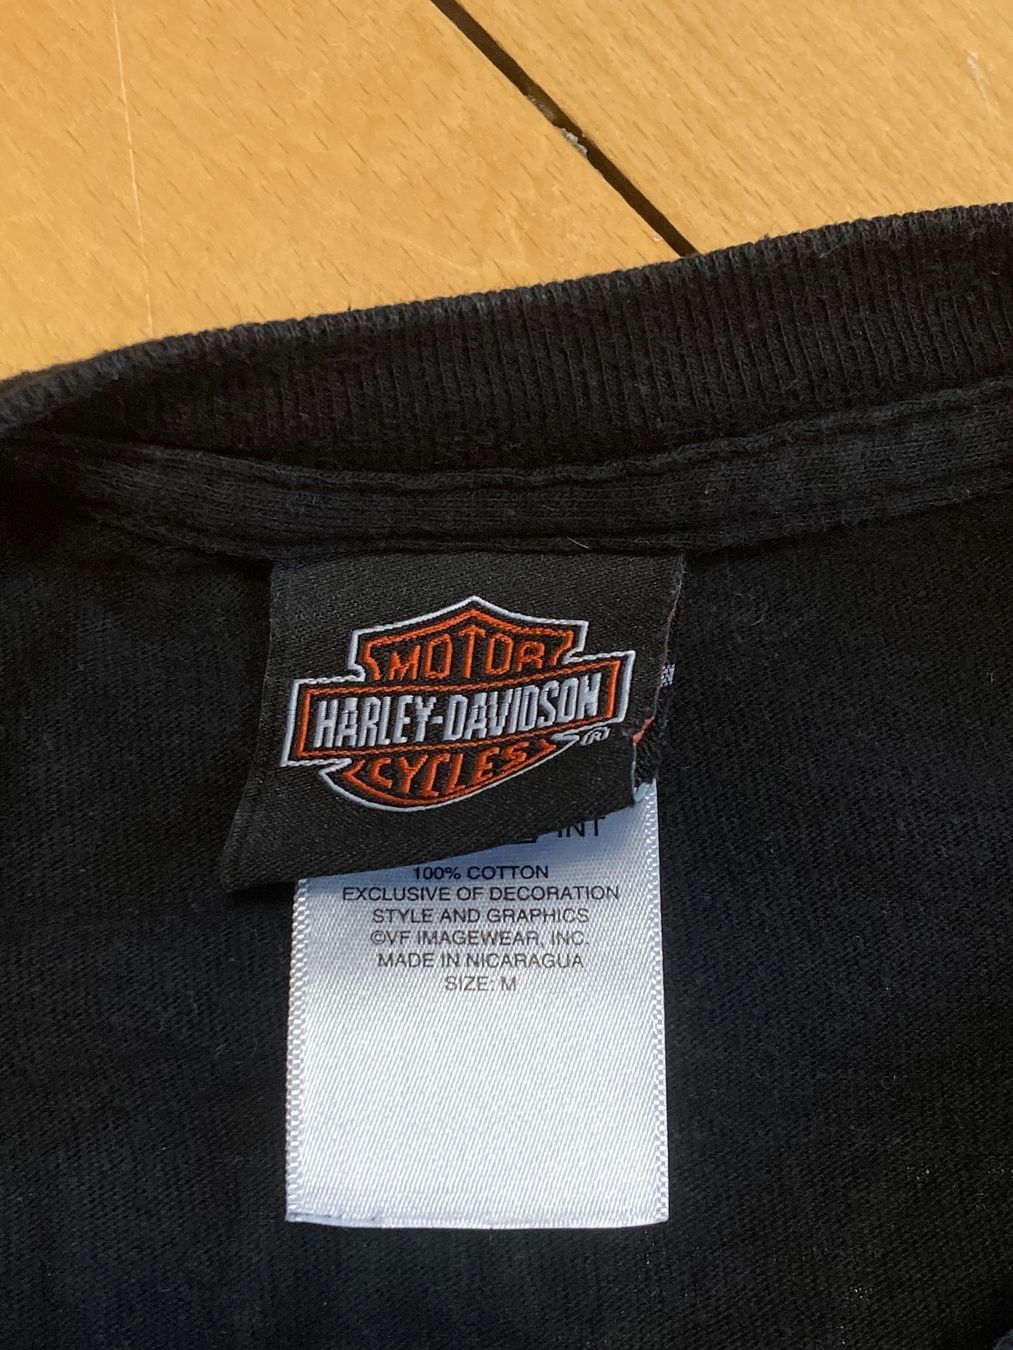 MOTOR
HARLEY-DAVIDSON
®
CYCLES
100% COTTON
EXCLUSIVE OF DECORATION
STYLE AND GRAPHICS
©VF IMAGEWEAR, INC.
MADE IN NICARAGUA
SIZE: M